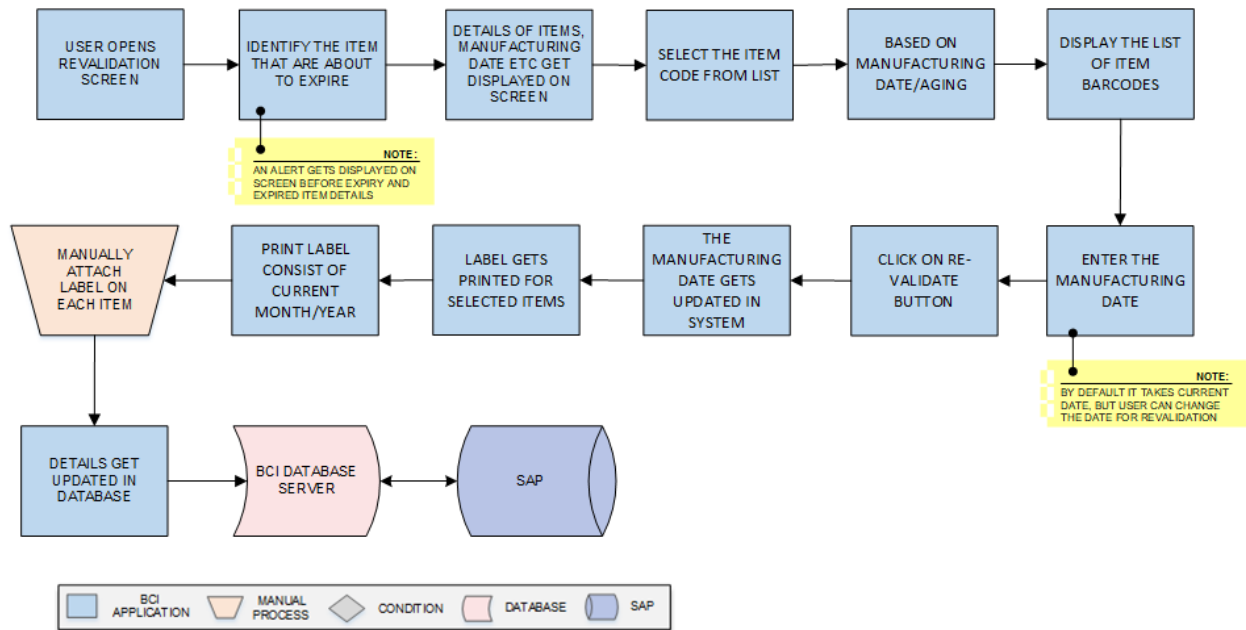 USER OPENS
REVALIDATION
SCREEN
IDENTIFY THE ITEM
THAT ARE ABOUT
TO EXPIRE
DETAILS OF ITEMS,
MANUFACTURING
DATE ETC GET
DISPLAYED ON
SCREEN
SELECT THE ITEM
CODE FROM LIST
BASED ON
MANUFACTURING
DATE/AGING
DISPLAY THE LIST
OF ITEM
BARCODES
NOTE:
AN ALERT GETS DISPLAYED ON
SCREEN BEFORE EXPIRY AND
EXPIRED ITEM DETAILS
ENTER THE
MANUFACTURING
DATE
NOTE:
BY DEFAULT IT TAKES CURRENT
DATE, BUT USER CAN CHANGE
THE DATE FOR REVALIDATION
CLICK ON RE-
VALIDATE
BUTTON
THE
MANUFACTURING
DATE GETS
UPDATED IN
SYSTEM
LABEL GETS
PRINTED FOR
SELECTED ITEMS
PRINT LABEL
CONSIST OF
CURRENT
MONTH/YEAR
MANUALLY
ATTACH
LABEL ON
EACH ITEM
DETAILS GET
UPDATED IN
DATABASE
BCI DATABASE
SERVER
SAP
BCI
APPLICATION
MANUAL
PROCESS
CONDITION
DATABASE
SAP